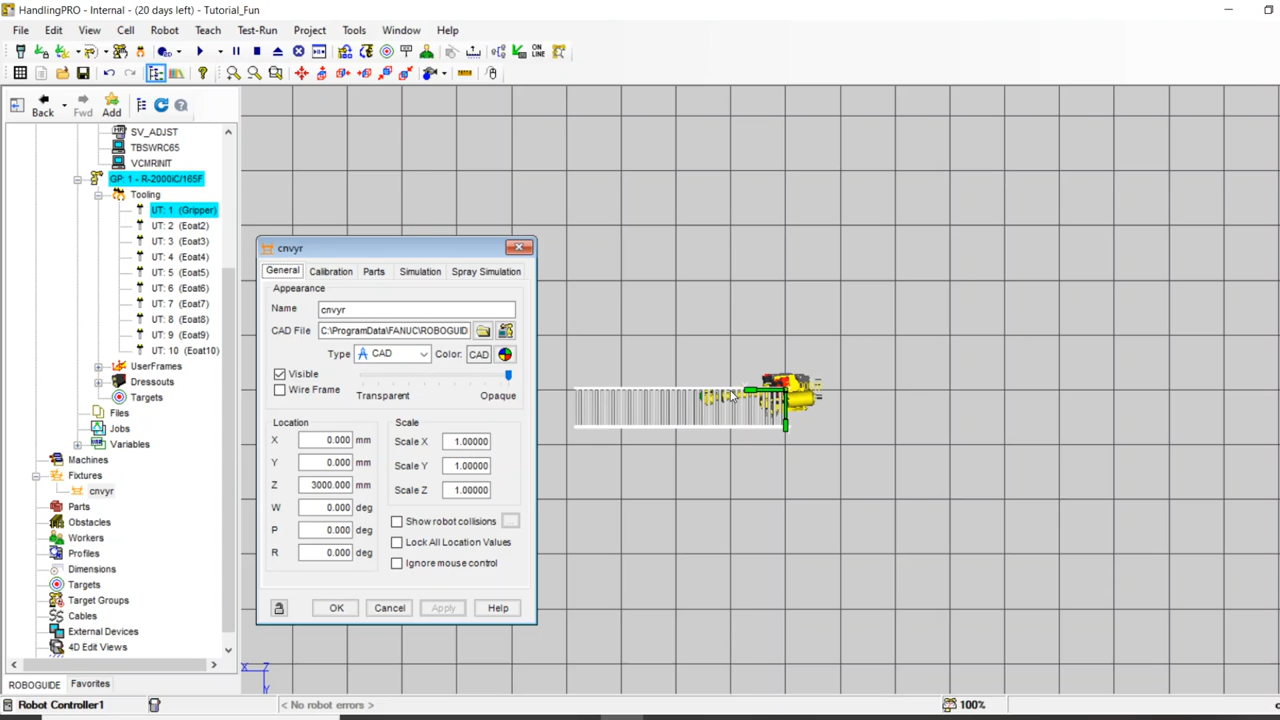 HandlingPRO - Internal - (20 days left) - Tutorial_Fun
File Edit View Cell Robot Teach Test-Run Project Tools Window Help
ON LINE
Back Fwd Add
SV_ADJST
TBSWRC65
VCMRINIT
GP: 1 - R-2000iC/165F
Tooling
UT: 1 (Gripper)
UT: 2 (Eoat2)
UT: 3 (Eoat3)
UT: 4 (Eoat4)
UT: 5 (Eoat5)
UT: 6 (Eoat6)
UT: 7 (Eoat7)
UT: 8 (Eoat8)
UT: 9 (Eoat9)
UT: 10 (Eoat10)
UserFrames
Dressouts
Targets
Files
Jobs
Variables
Machines
Fixtures
cnvyr
Parts
Obstacles
Workers
Profiles
Dimensions
Targets
Target Groups
Cables
External Devices
4D Edit Views
ROBOGUIDE Favorites
cnvyr
General Calibration Parts Simulation Spray Simulation
Appearance
Name cnvyr
CAD File C:\ProgramData\FANUC\ROBOGUID
Type CAD Color: CAD
Visible
Wire Frame
Transparent Opaque
Location
X 0.000 mm
Y 0.000 mm
Z 3000.000 mm
W 0.000 deg
P 0.000 deg
R 0.000 deg
Scale
Scale X 1.00000
Scale Y 1.00000
Scale Z 1.00000
Show robot collisions ...
Lock All Location Values
Ignore mouse control
OK Cancel Apply Help
X Z
Y
Robot Controller1 < No robot errors > 100%